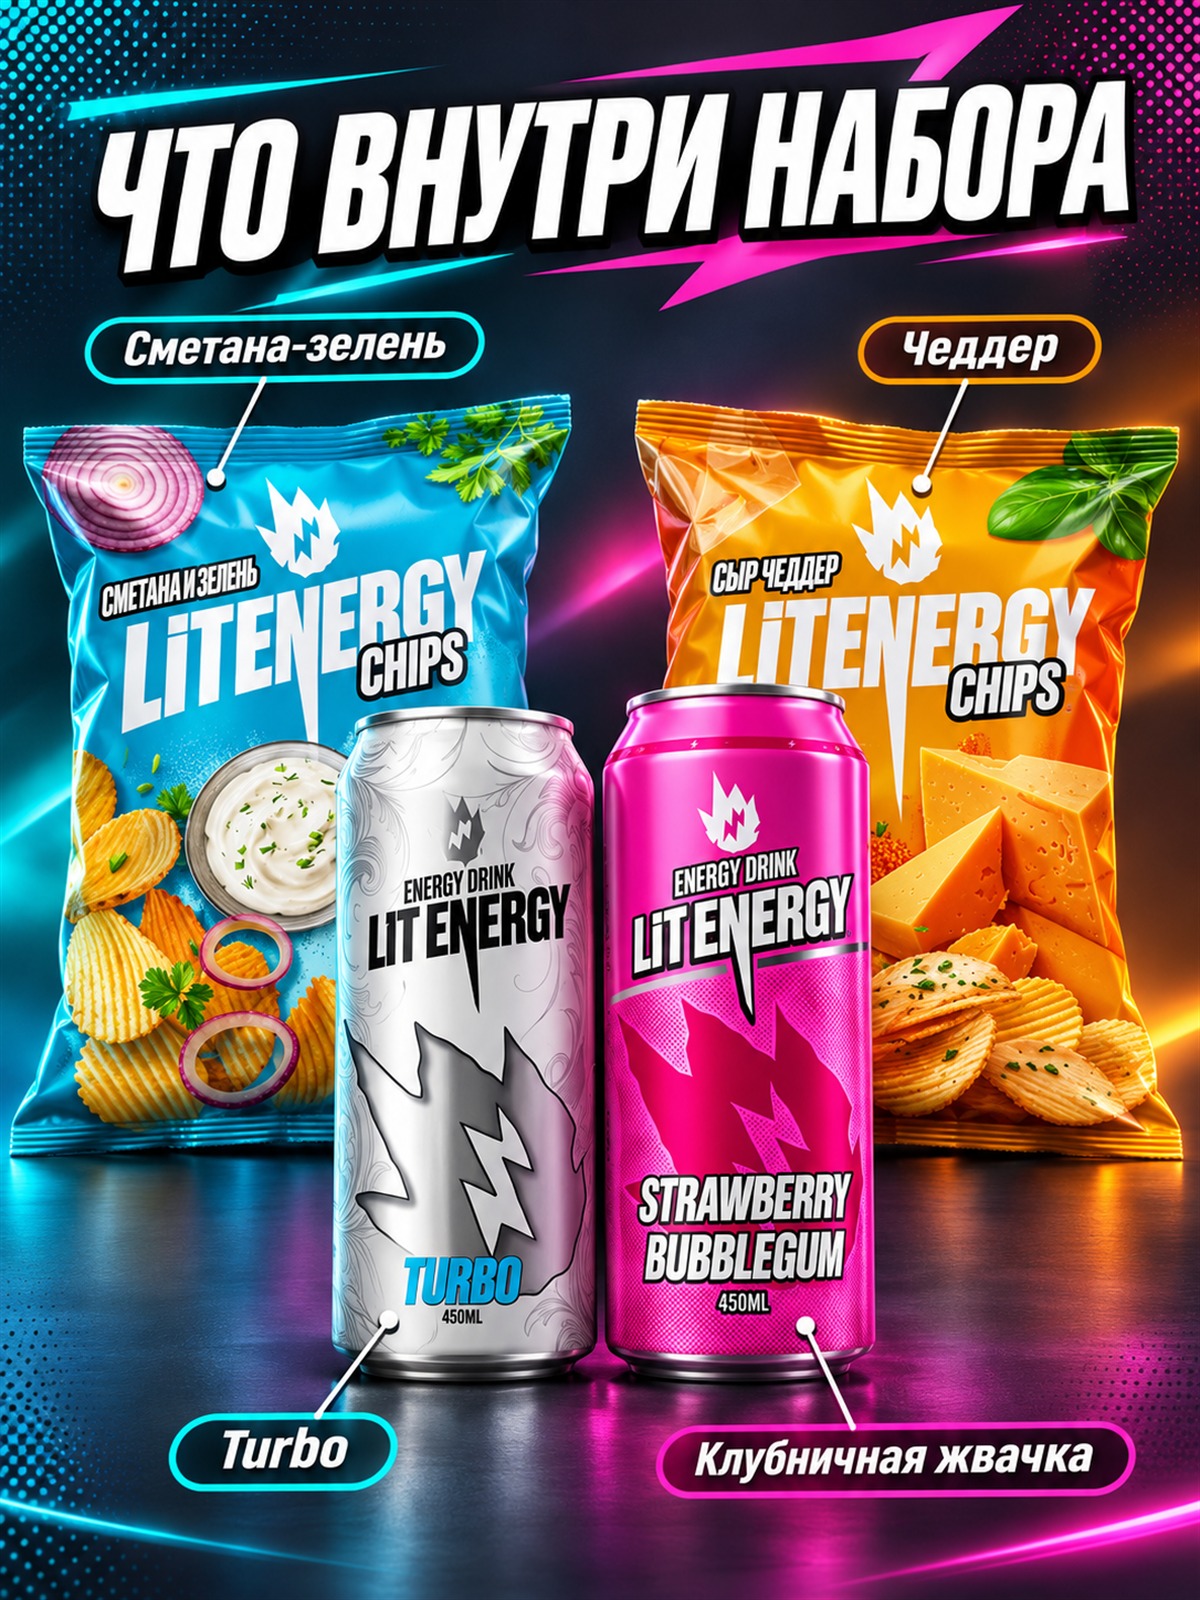 ЧТО ВНУТРИ НАБОРА
Сметана-зелень
Чеддер
СМЕТАНА И ЗЕЛЕНЬ
LiTENERGY
CHIPS
СЫР ЧЕДДЕР
LiTENERGY
CHIPS
ENERGY DRINK
LiT ENERGY
TURBO
450ML
ENERGY DRINK
LiT ENERGY
STRAWBERRY
BUBBLEGUM
450ML
Turbo
Клубничная жвачка